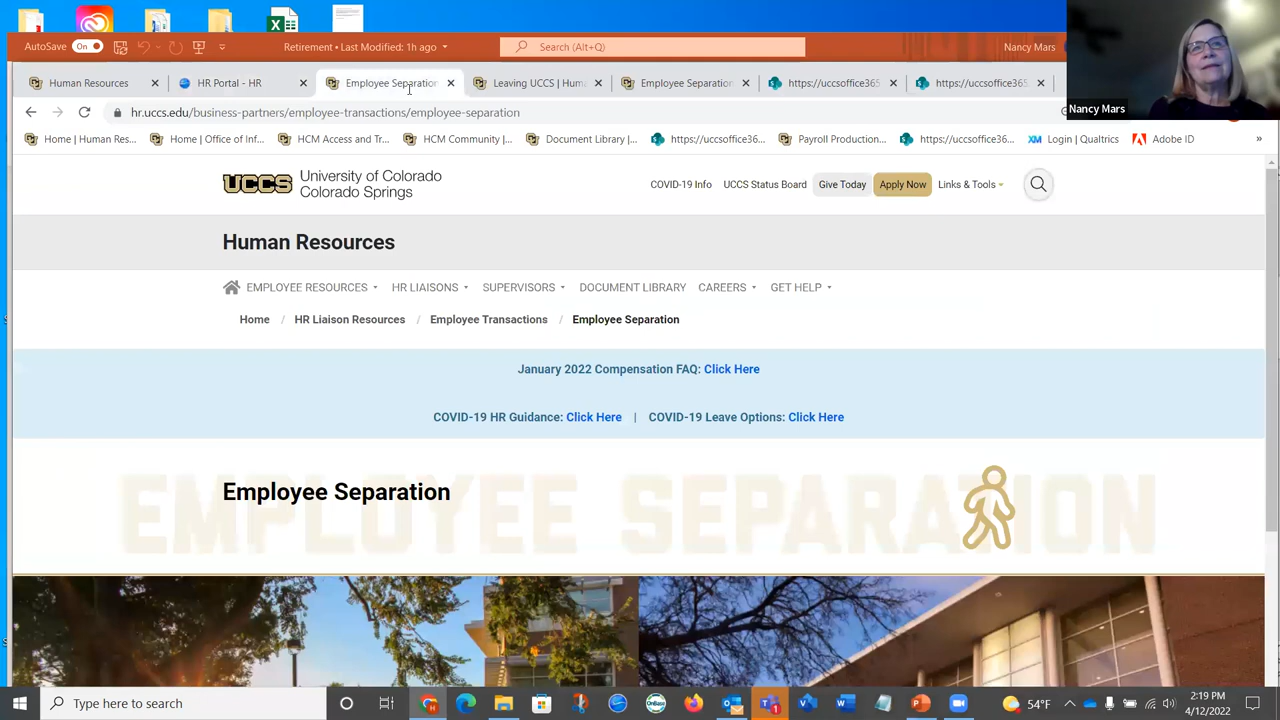 AutoSave On
Retirement • Last Modified: 1h ago
Search (Alt+Q)
Nancy Mars
Human Resources
HR Portal - HR
Employee Separation
Leaving UCCS | Hum
Employee Separation
https://uccsoffice365
https://uccsoffice365
Nancy Mars
hr.uccs.edu/business-partners/employee-transactions/employee-separation
Home | Human Res...
Home | Office of Inf...
HCM Access and Tr...
HCM Community |...
Document Library |...
https://uccsoffice36...
Payroll Production...
https://uccsoffice36...
XM Login | Qualtrics
Adobe ID
»
UCCS University of Colorado
Colorado Springs
COVID-19 Info
UCCS Status Board
Give Today
Apply Now
Links & Tools
Human Resources
EMPLOYEE RESOURCES
HR LIAISONS
SUPERVISORS
DOCUMENT LIBRARY
CAREERS
GET HELP
Home / HR Liaison Resources / Employee Transactions / Employee Separation
January 2022 Compensation FAQ: Click Here
COVID-19 HR Guidance: Click Here | COVID-19 Leave Options: Click Here
EMPLOYEE SEPARATION
Employee Separation
Type here to search
54°F
2:19 PM
4/12/2022